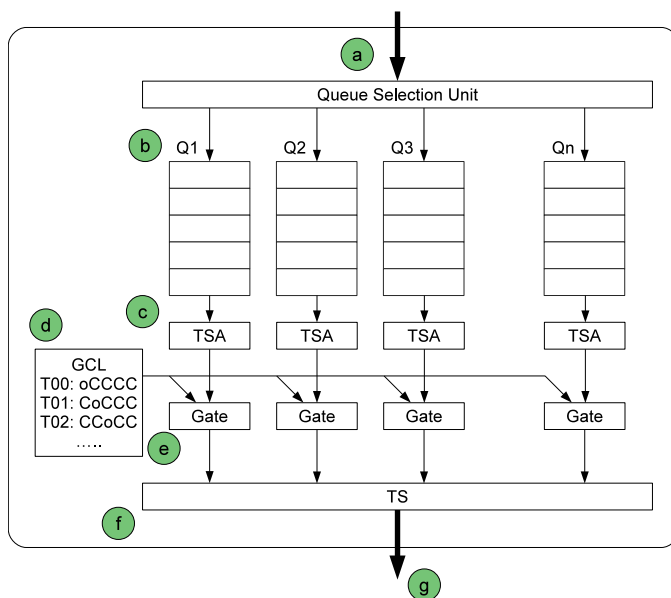 a
Queue Selection Unit
b Q1 Q2 Q3 Qn
c
TSA TSA TSA TSA
d
GCL
T00: oCCCC
T01: CoCCC
T02: CCoCC
.....
Gate Gate Gate Gate
e
TS
f
g